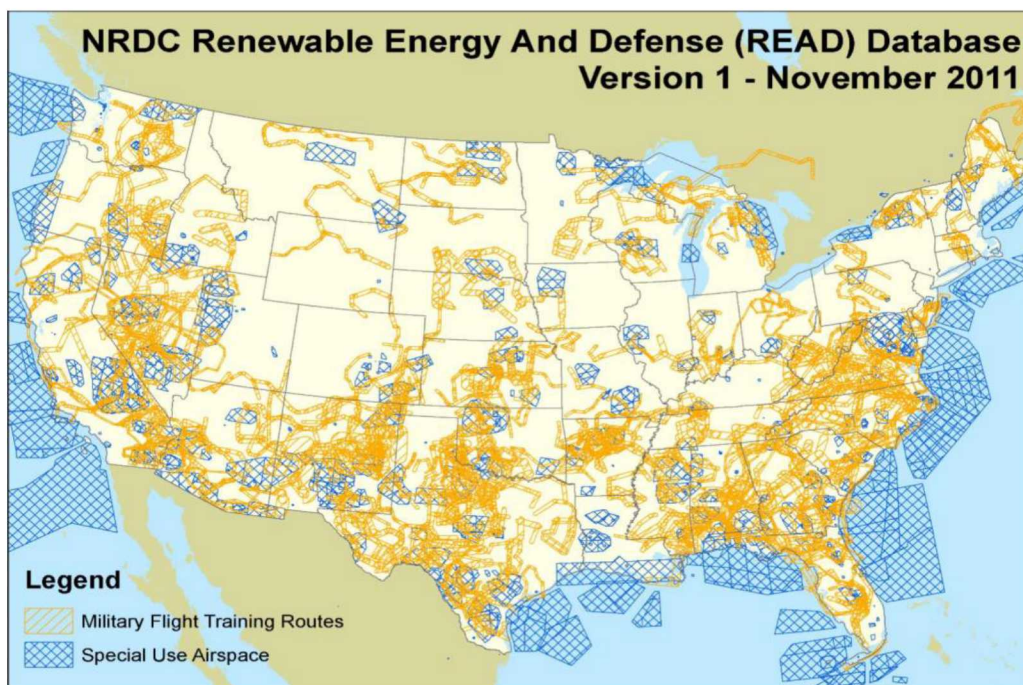 NRDC Renewable Energy And Defense (READ) Database
Version 1 - November 2011
Legend
Military Flight Training Routes
Special Use Airspace